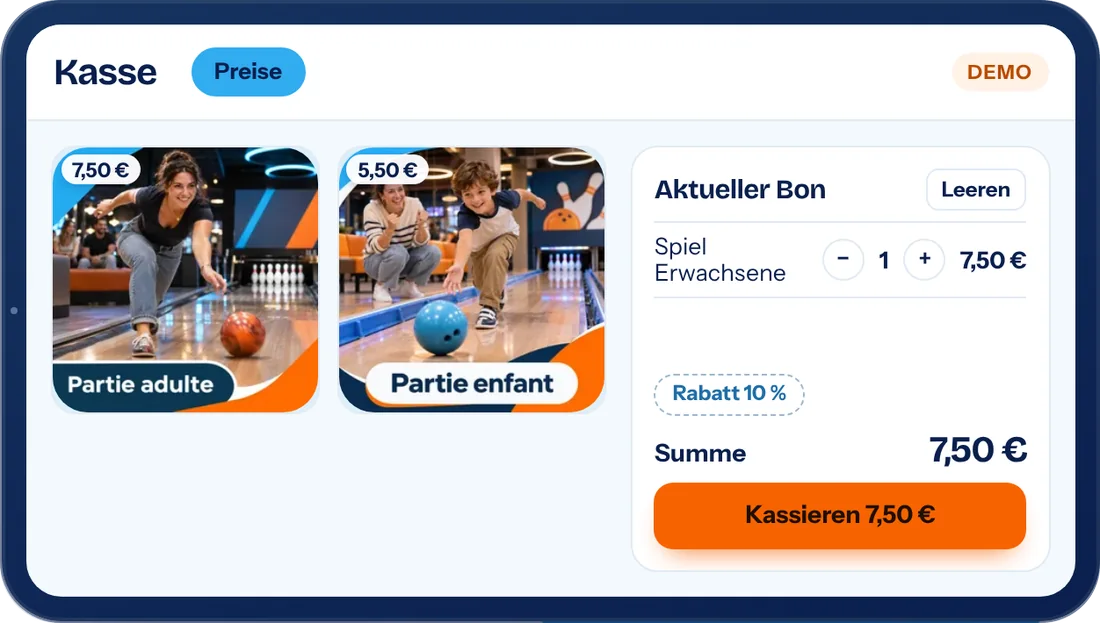 Kasse
Preise
DEMO
7,50 €
5,50 €
Partie adulte
Partie enfant
Aktueller Bon
Leeren
Spiel
Erwachsene
− 1 + 7,50 €
Rabatt 10 %
Summe 7,50 €
Kassieren 7,50 €